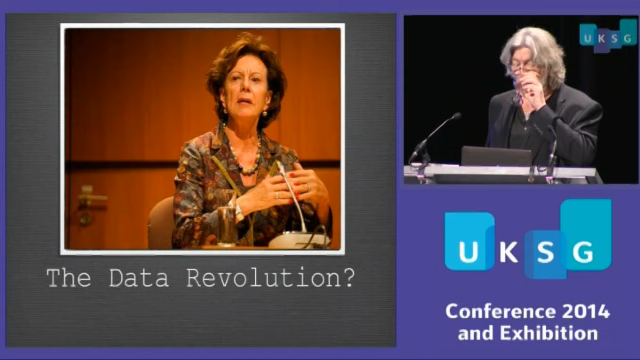 UKSG
The Data Revolution?
UKSG
Conference 2014
and Exhibition